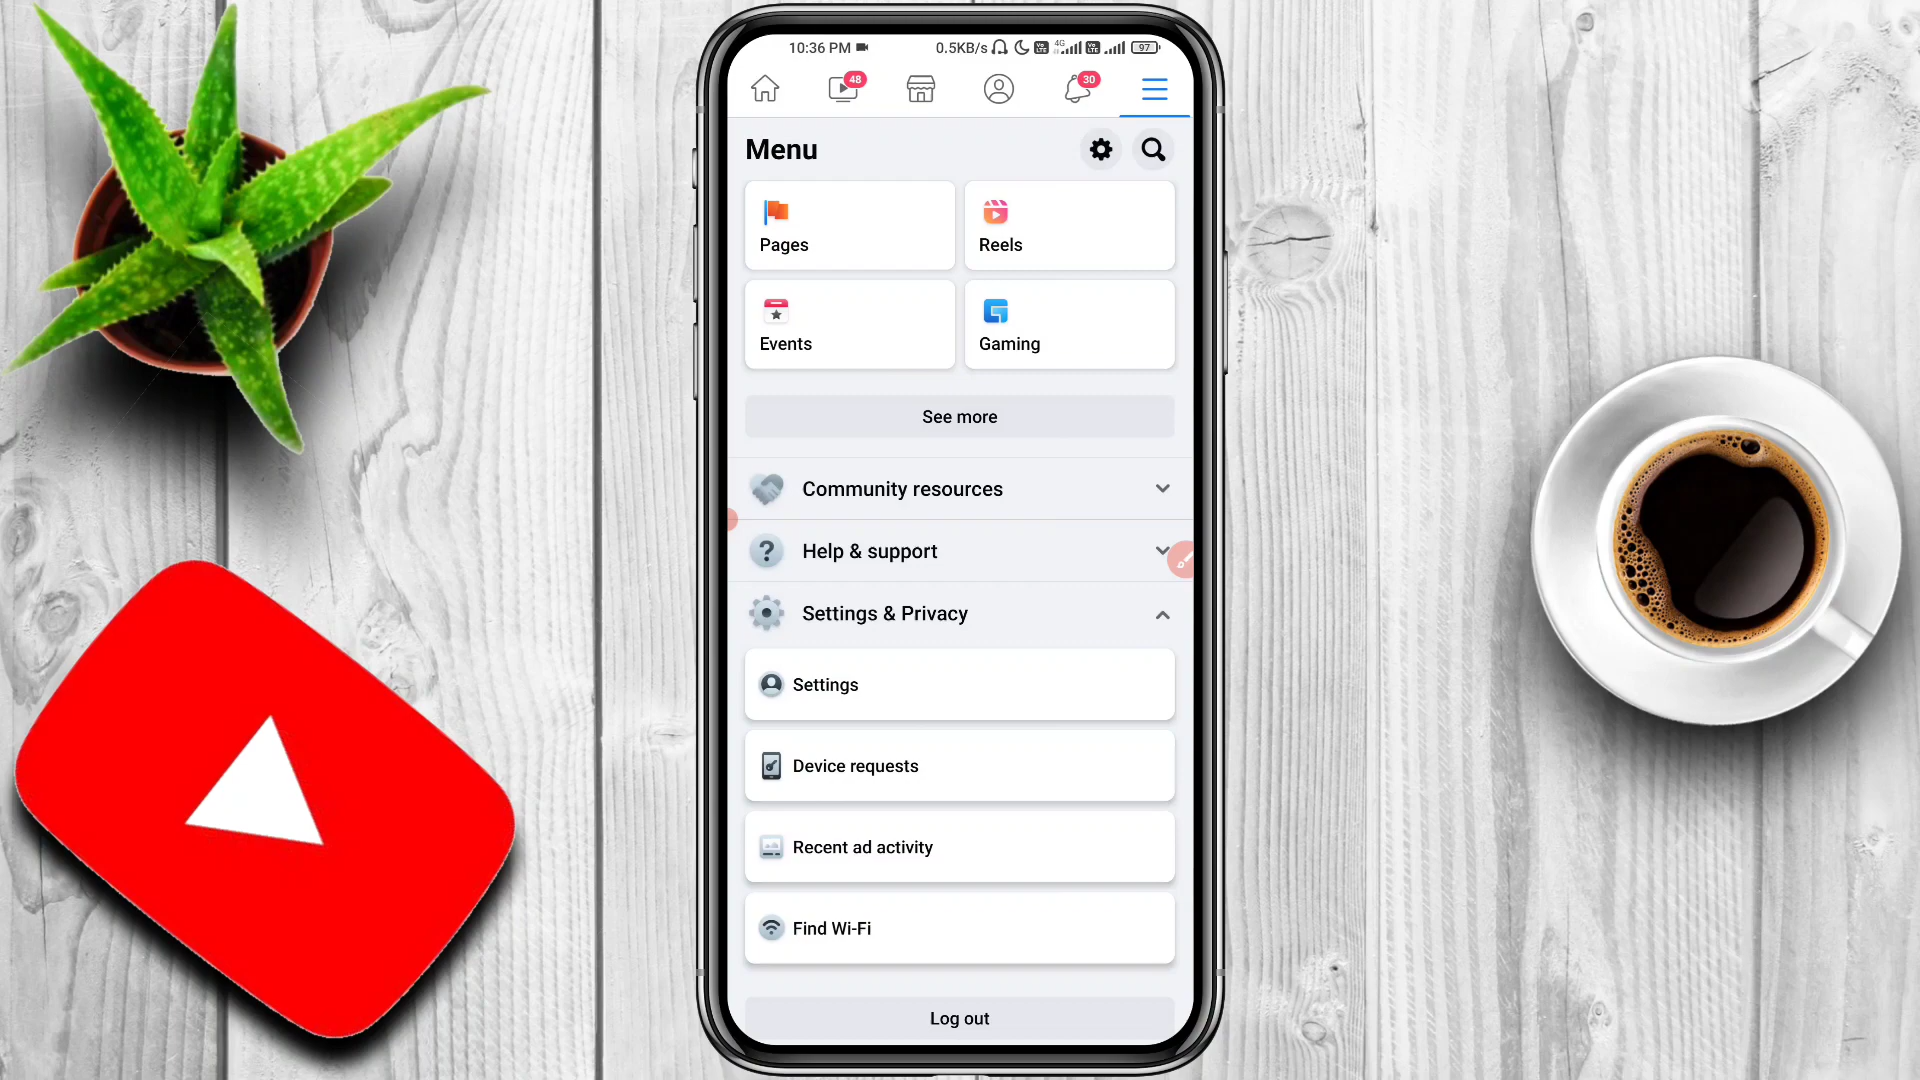 10:36 PM 0.5KB/s 4G 97
48 30
Menu
Pages Reels
Events Gaming
See more
Community resources
Help & support
Settings & Privacy
Settings
Device requests
Recent ad activity
Find Wi-Fi
Log out